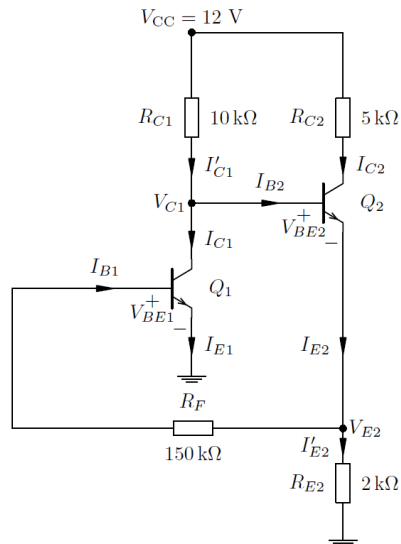 V_CC = 12 V
R_C1 10 kΩ R_C2 5 kΩ
I'_C1 I_C2
I_B2
V_C1 Q_2
V_BE2 + −
I_C1
I_B1
Q_1
V_BE1 + −
I_E1 I_E2
R_F
V_E2
150 kΩ I'_E2
R_E2 2 kΩ